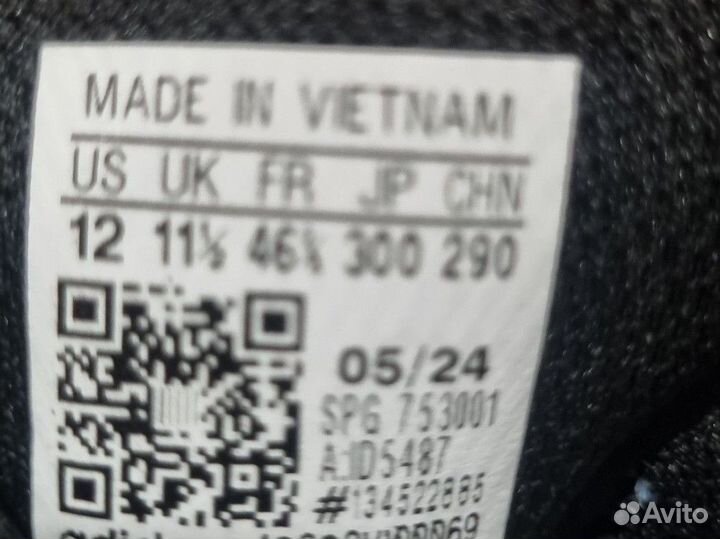 MADE IN VIETNAM
US UK FR JP CHN
12 11½ 46⅔ 300 290
05/24
SPG 753001
A:ID5487
#134522885
Avito